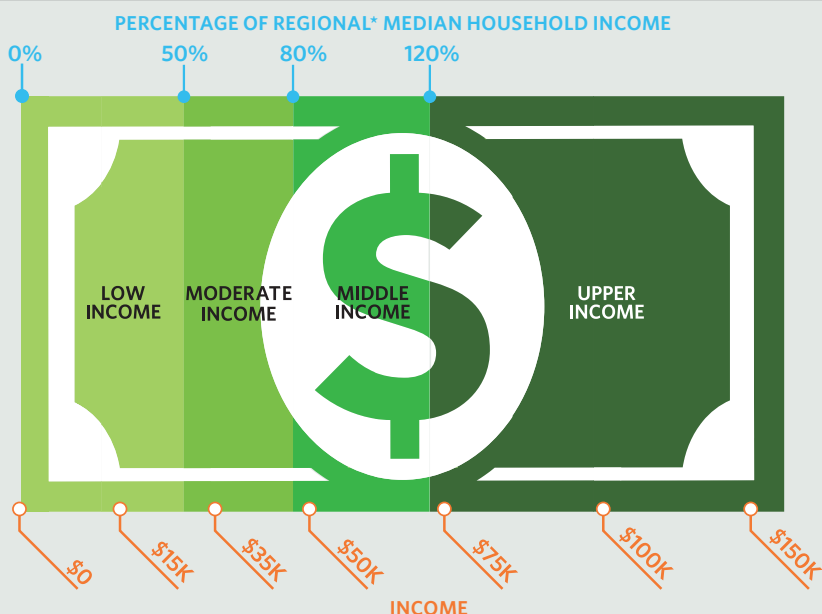 PERCENTAGE OF REGIONAL* MEDIAN HOUSEHOLD INCOME
0%
50%
80%
120%
LOW
INCOME
MODERATE
INCOME
MIDDLE
INCOME
UPPER
INCOME
$
$0
$15K
$35K
$50K
$75K
$100K
$150K
INCOME